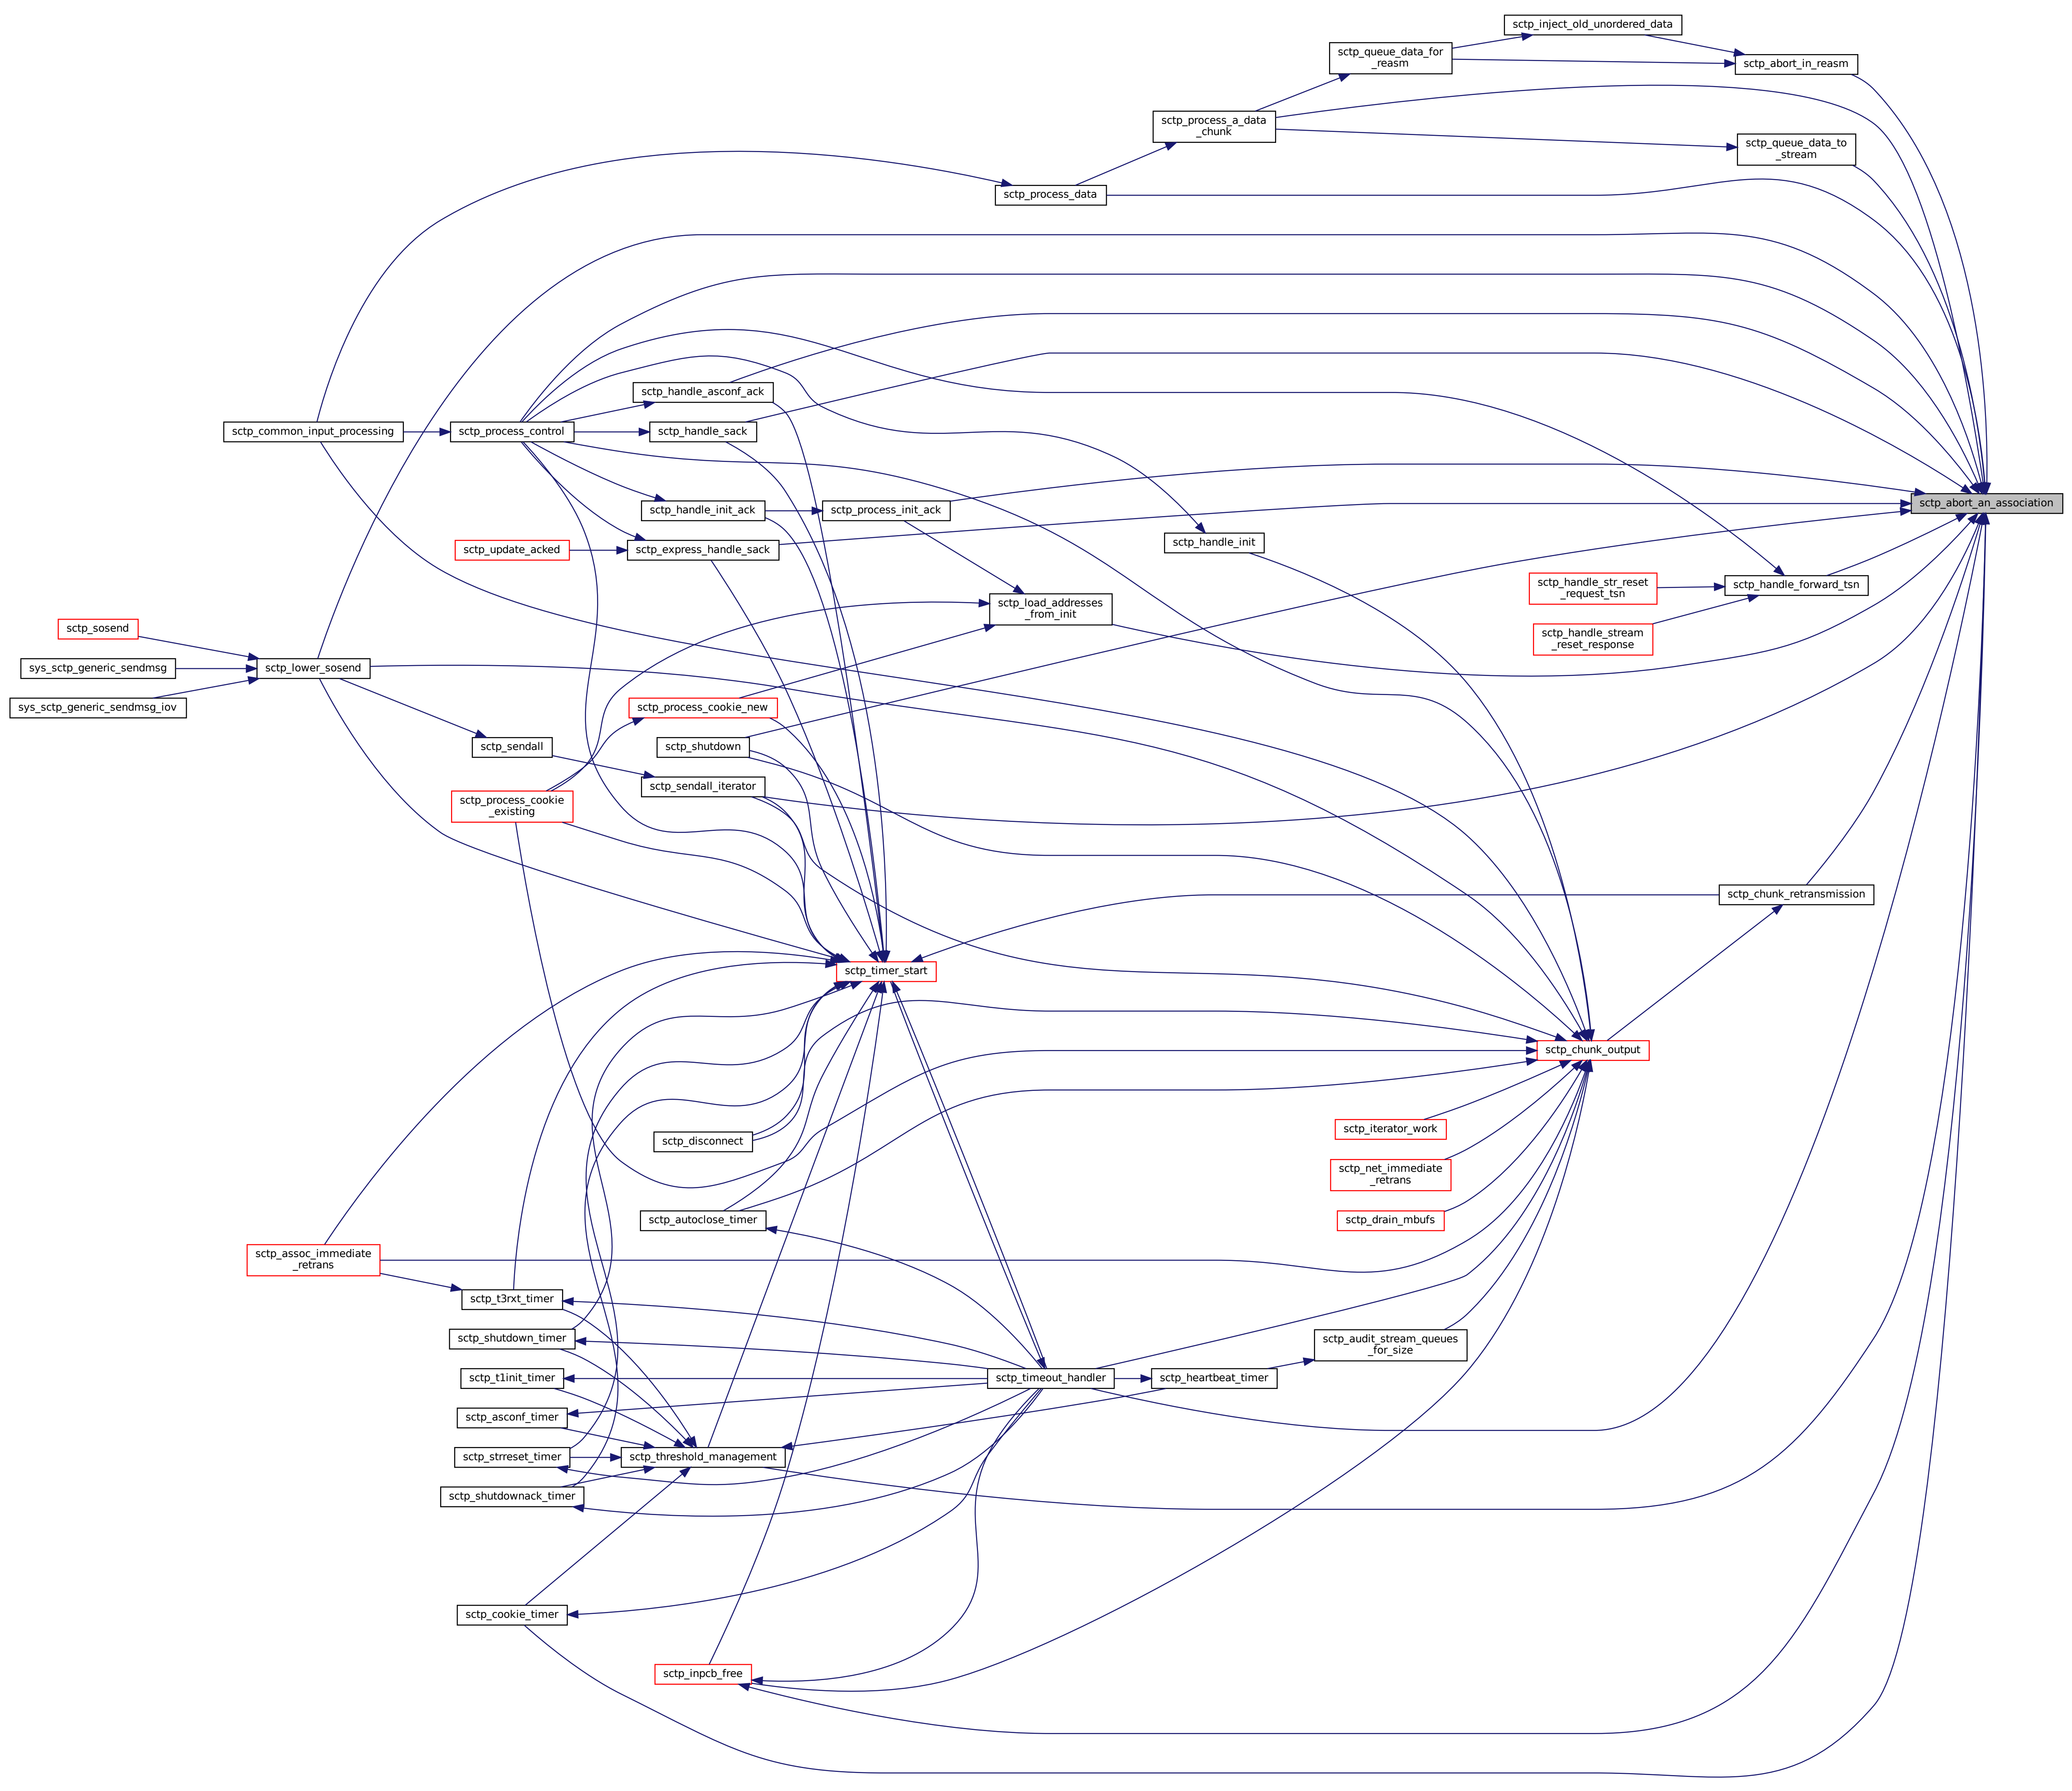 sctp_inject_old_unordered_data
sctp_queue_data_for
_reasm
sctp_abort_in_reasm
sctp_process_a_data
_chunk
sctp_queue_data_to
_stream
sctp_process_data
sctp_handle_asconf_ack
sctp_common_input_processing
sctp_process_control
sctp_handle_sack
sctp_abort_an_association
sctp_handle_init_ack
sctp_process_init_ack
sctp_handle_init
sctp_update_acked
sctp_express_handle_sack
sctp_handle_str_reset
_request_tsn
sctp_handle_forward_tsn
sctp_load_addresses
_from_init
sctp_sosend
sctp_handle_stream
_reset_response
sys_sctp_generic_sendmsg
sctp_lower_sosend
sys_sctp_generic_sendmsg_iov
sctp_process_cookie_new
sctp_sendall
sctp_shutdown
sctp_sendall_iterator
sctp_process_cookie
_existing
sctp_chunk_retransmission
sctp_timer_start
sctp_chunk_output
sctp_iterator_work
sctp_disconnect
sctp_net_immediate
_retrans
sctp_autoclose_timer
sctp_drain_mbufs
sctp_assoc_immediate
_retrans
sctp_t3rxt_timer
sctp_shutdown_timer
sctp_audit_stream_queues
_for_size
sctp_t1init_timer
sctp_timeout_handler
sctp_heartbeat_timer
sctp_asconf_timer
sctp_strreset_timer
sctp_threshold_management
sctp_shutdownack_timer
sctp_cookie_timer
sctp_inpcb_free